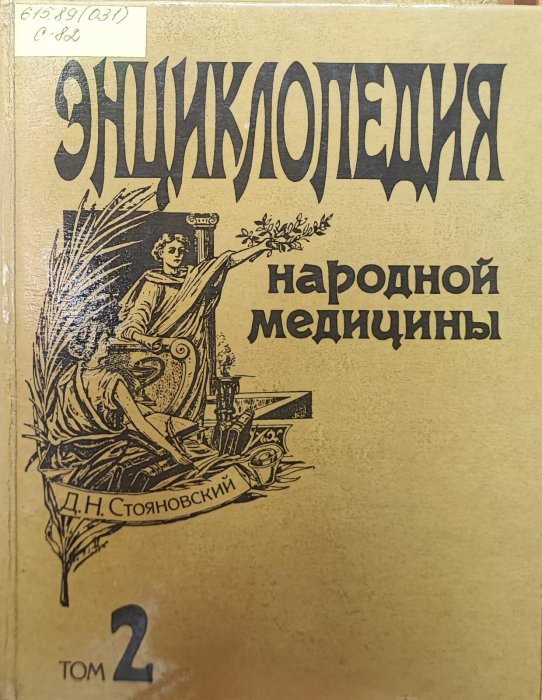 615.89(031)
С-82
ЭНЦИКЛОПЕДИЯ
народной
медицины
Д.Н. Стояновский
ТОМ 2